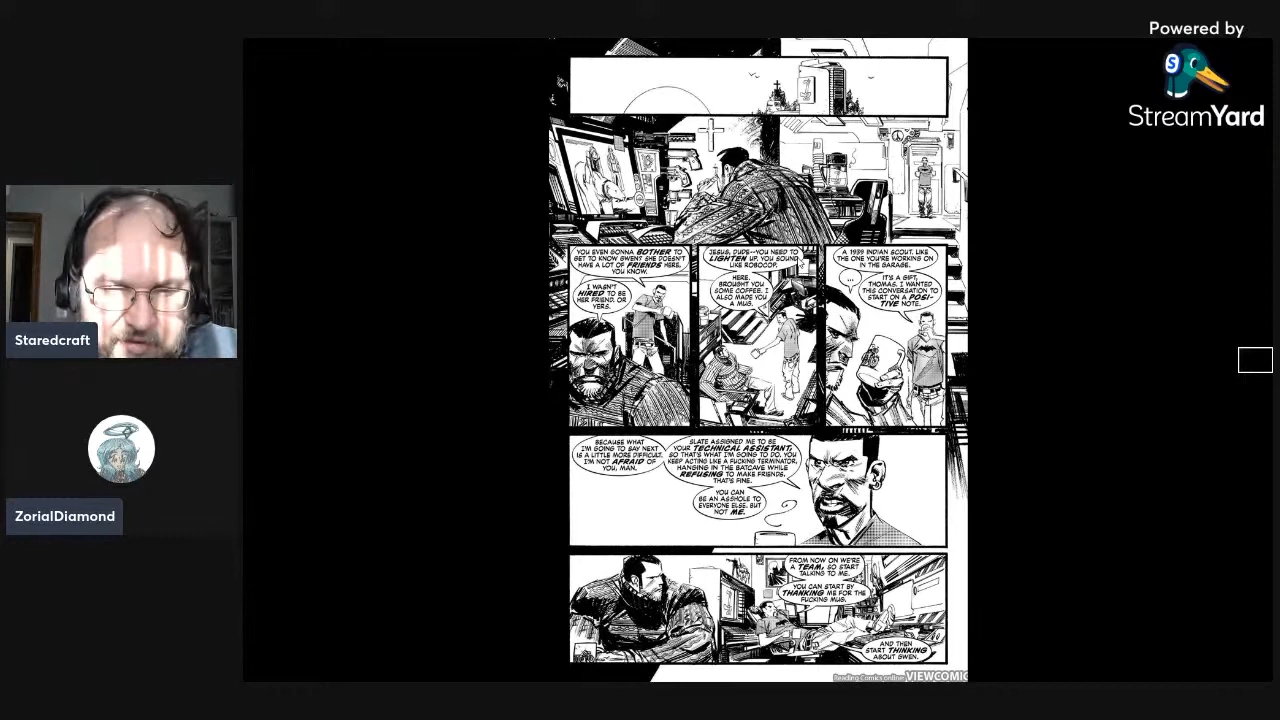 Powered by
S
StreamYard
Staredcraft
ZorialDiamond
YOU EVEN GONNA BOTHER TO
GET TO KNOW GWEN? SHE DOESN'T
HAVE A LOT OF FRIENDS HERE,
YOU KNOW.
I WASN'T
HIRED TO BE
HER FRIEND. OR
YERS.
JESUS, DUDE--YOU NEED TO
LIGHTEN UP. YOU SOUND
LIKE ROBOCOP.
HERE.
BROUGHT YOU
SOME COFFEE. I
ALSO MADE YOU
A MUG.
A 1939 INDIAN SCOUT. LIKE
THE ONE YOU'RE WORKING ON
IN THE GARAGE.
...
IT'S A GIFT,
THOMAS. I WANTED
THIS CONVERSATION TO
START ON A POSI-
TIVE NOTE.
BECAUSE WHAT
I'M GOING TO SAY NEXT
IS A LITTLE MORE DIFFICULT.
I'M NOT AFRAID OF
YOU, MAN.
SLATE ASSIGNED ME TO BE
YOUR TECHNICAL ASSISTANT,
SO THAT'S WHAT I'M GOING TO DO. YOU
KEEP ACTING LIKE A FUCKING TERMINATOR,
HANGING IN THE BATCAVE WHILE
REFUSING TO MAKE FRIENDS,
THAT'S FINE.
YOU CAN
BE AN ASSHOLE TO
EVERYONE ELSE. BUT
NOT ME.
FROM NOW ON WE'RE
A TEAM, SO START
TALKING TO ME.
YOU CAN START BY
THANKING ME FOR THE
FUCKING MUG.
AND THEN
START THINKING
ABOUT GWEN.
Reading Comics online VIEWCOMIC